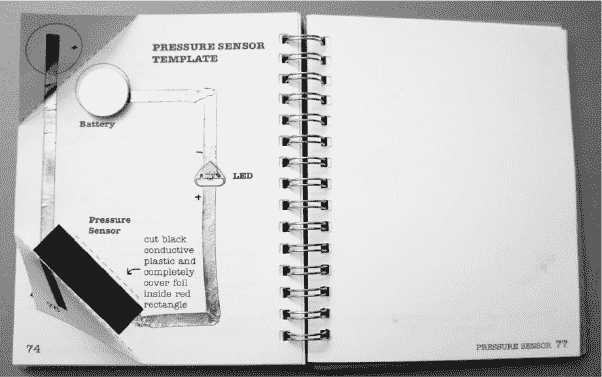 PRESSURE SENSOR
TEMPLATE
+
Battery
-
LED
+
Pressure
Sensor
cut black
conductive
plastic and
completely
cover foil
inside red
rectangle
74
PRESSURE SENSOR 77